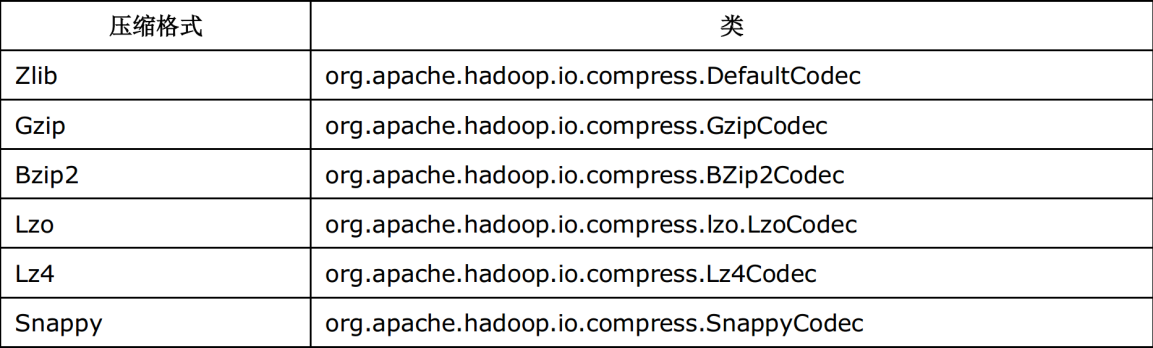 压缩格式 类
Zlib org.apache.hadoop.io.compress.DefaultCodec
Gzip org.apache.hadoop.io.compress.GzipCodec
Bzip2 org.apache.hadoop.io.compress.BZip2Codec
Lzo org.apache.hadoop.io.compress.lzo.LzoCodec
Lz4 org.apache.hadoop.io.compress.Lz4Codec
Snappy org.apache.hadoop.io.compress.SnappyCodec